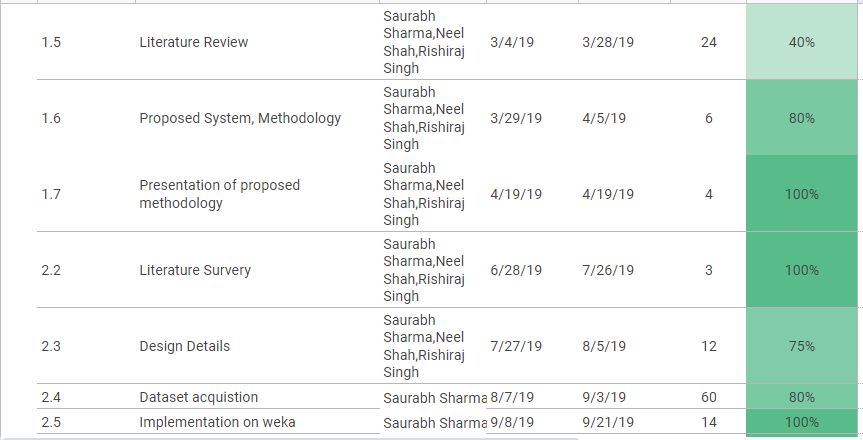 1.5 Literature Review Saurabh Sharma,Neel Shah,Rishiraj Singh 3/4/19 3/28/19 24 40%
1.6 Proposed System, Methodology Saurabh Sharma,Neel Shah,Rishiraj Singh 3/29/19 4/5/19 6 80%
1.7 Presentation of proposed methodology Saurabh Sharma,Neel Shah,Rishiraj Singh 4/19/19 4/19/19 4 100%
2.2 Literature Survery Saurabh Sharma,Neel Shah,Rishiraj Singh 6/28/19 7/26/19 3 100%
2.3 Design Details Saurabh Sharma,Neel Shah,Rishiraj Singh 7/27/19 8/5/19 12 75%
2.4 Dataset acquistion Saurabh Sharma 8/7/19 9/3/19 60 80%
2.5 Implementation on weka Saurabh Sharma 9/8/19 9/21/19 14 100%